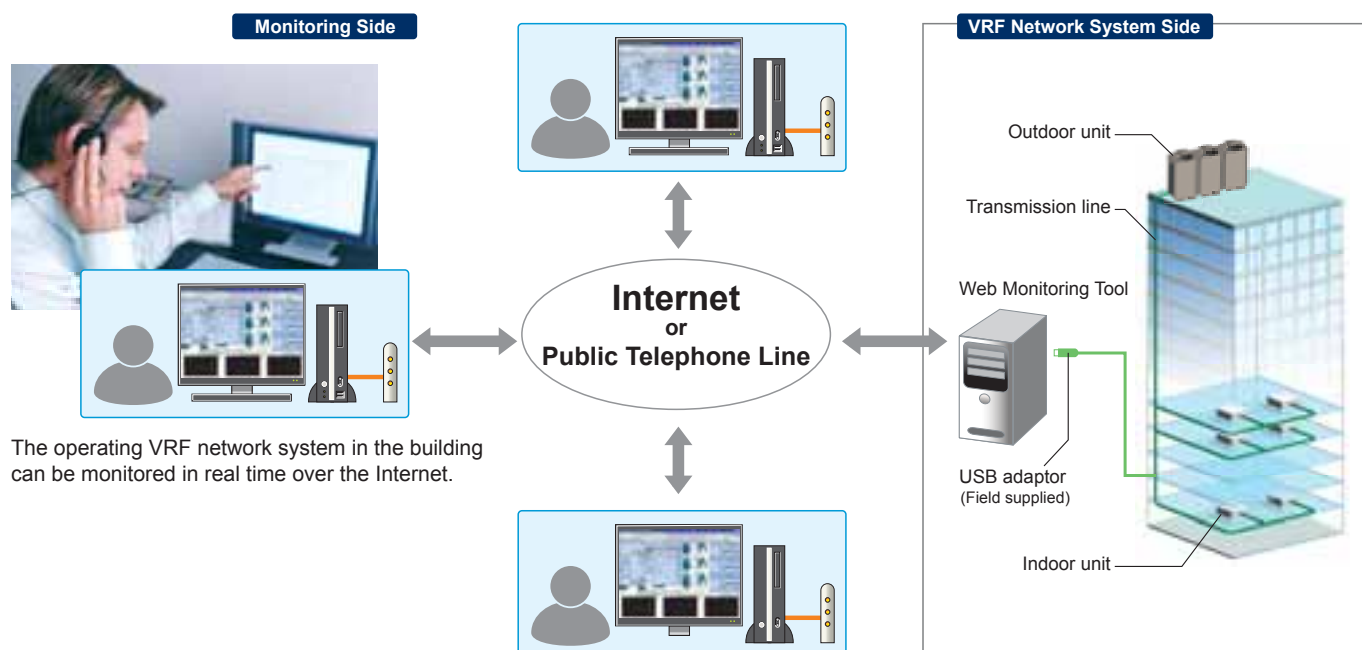 Monitoring Side
VRF Network System Side
Outdoor unit
Transmission line
Web Monitoring Tool
Internet
or
Public Telephone Line
The operating VRF network system in the building
can be monitored in real time over the Internet.
USB adaptor
(Field supplied)
Indoor unit